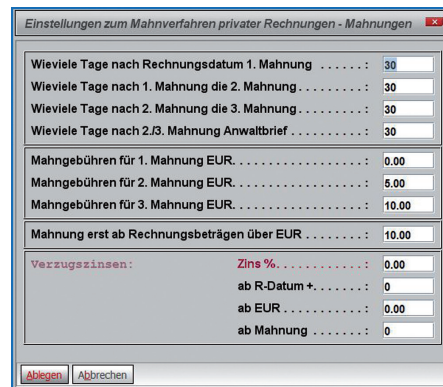 Einstellungen zum Mahnverfahren privater Rechnungen - Mahnungen
Wieviele Tage nach Rechnungsdatum 1. Mahnung . . . . . . : 30
Wieviele Tage nach 1. Mahnung die 2. Mahnung. . . . . . . . : 30
Wieviele Tage nach 2. Mahnung die 3. Mahnung. . . . . . . . : 30
Wieviele Tage nach 2./3. Mahnung Anwaltbrief . . . . . . . . . : 30
Mahngebühren für 1. Mahnung EUR. . . . . . . . . . . . . . . . : 0.00
Mahngebühren für 2. Mahnung EUR. . . . . . . . . . . . . . . . : 5.00
Mahngebühren für 3. Mahnung EUR. . . . . . . . . . . . . . . . : 10.00
Mahnung erst ab Rechnungsbeträgen über EUR . . . . . . . . : 10.00
Verzugszinsen: Zins %. . . . . . . . . . . : 0.00
ab R-Datum +. . . . . . . : 0
ab EUR . . . . . . . . . . . : 0.00
ab Mahnung . . . . . . . : 0
Ablegen Abbrechen